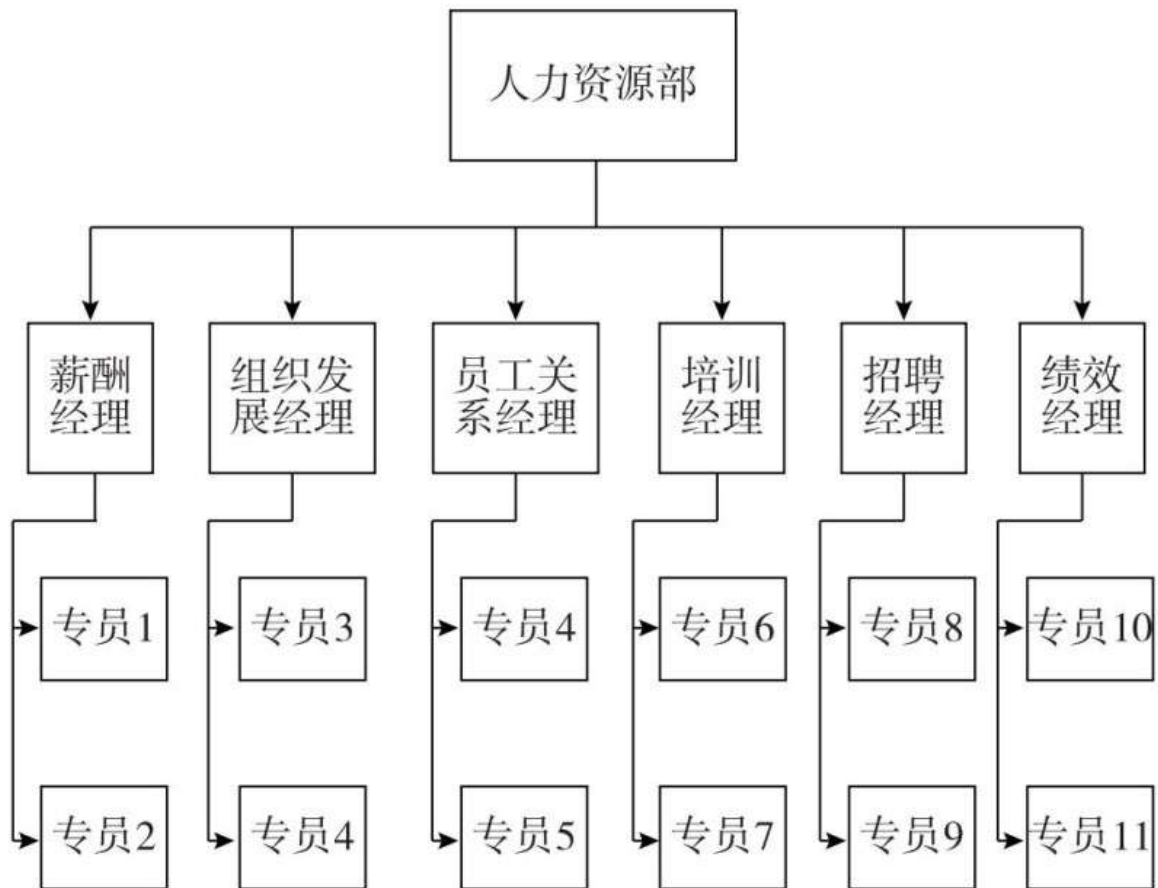 人力资源部
薪酬
经理
组织发
展经理
员工关
系经理
培训
经理
招聘
经理
绩效
经理
专员1
专员3
专员4
专员6
专员8
专员10
专员2
专员4
专员5
专员7
专员9
专员11